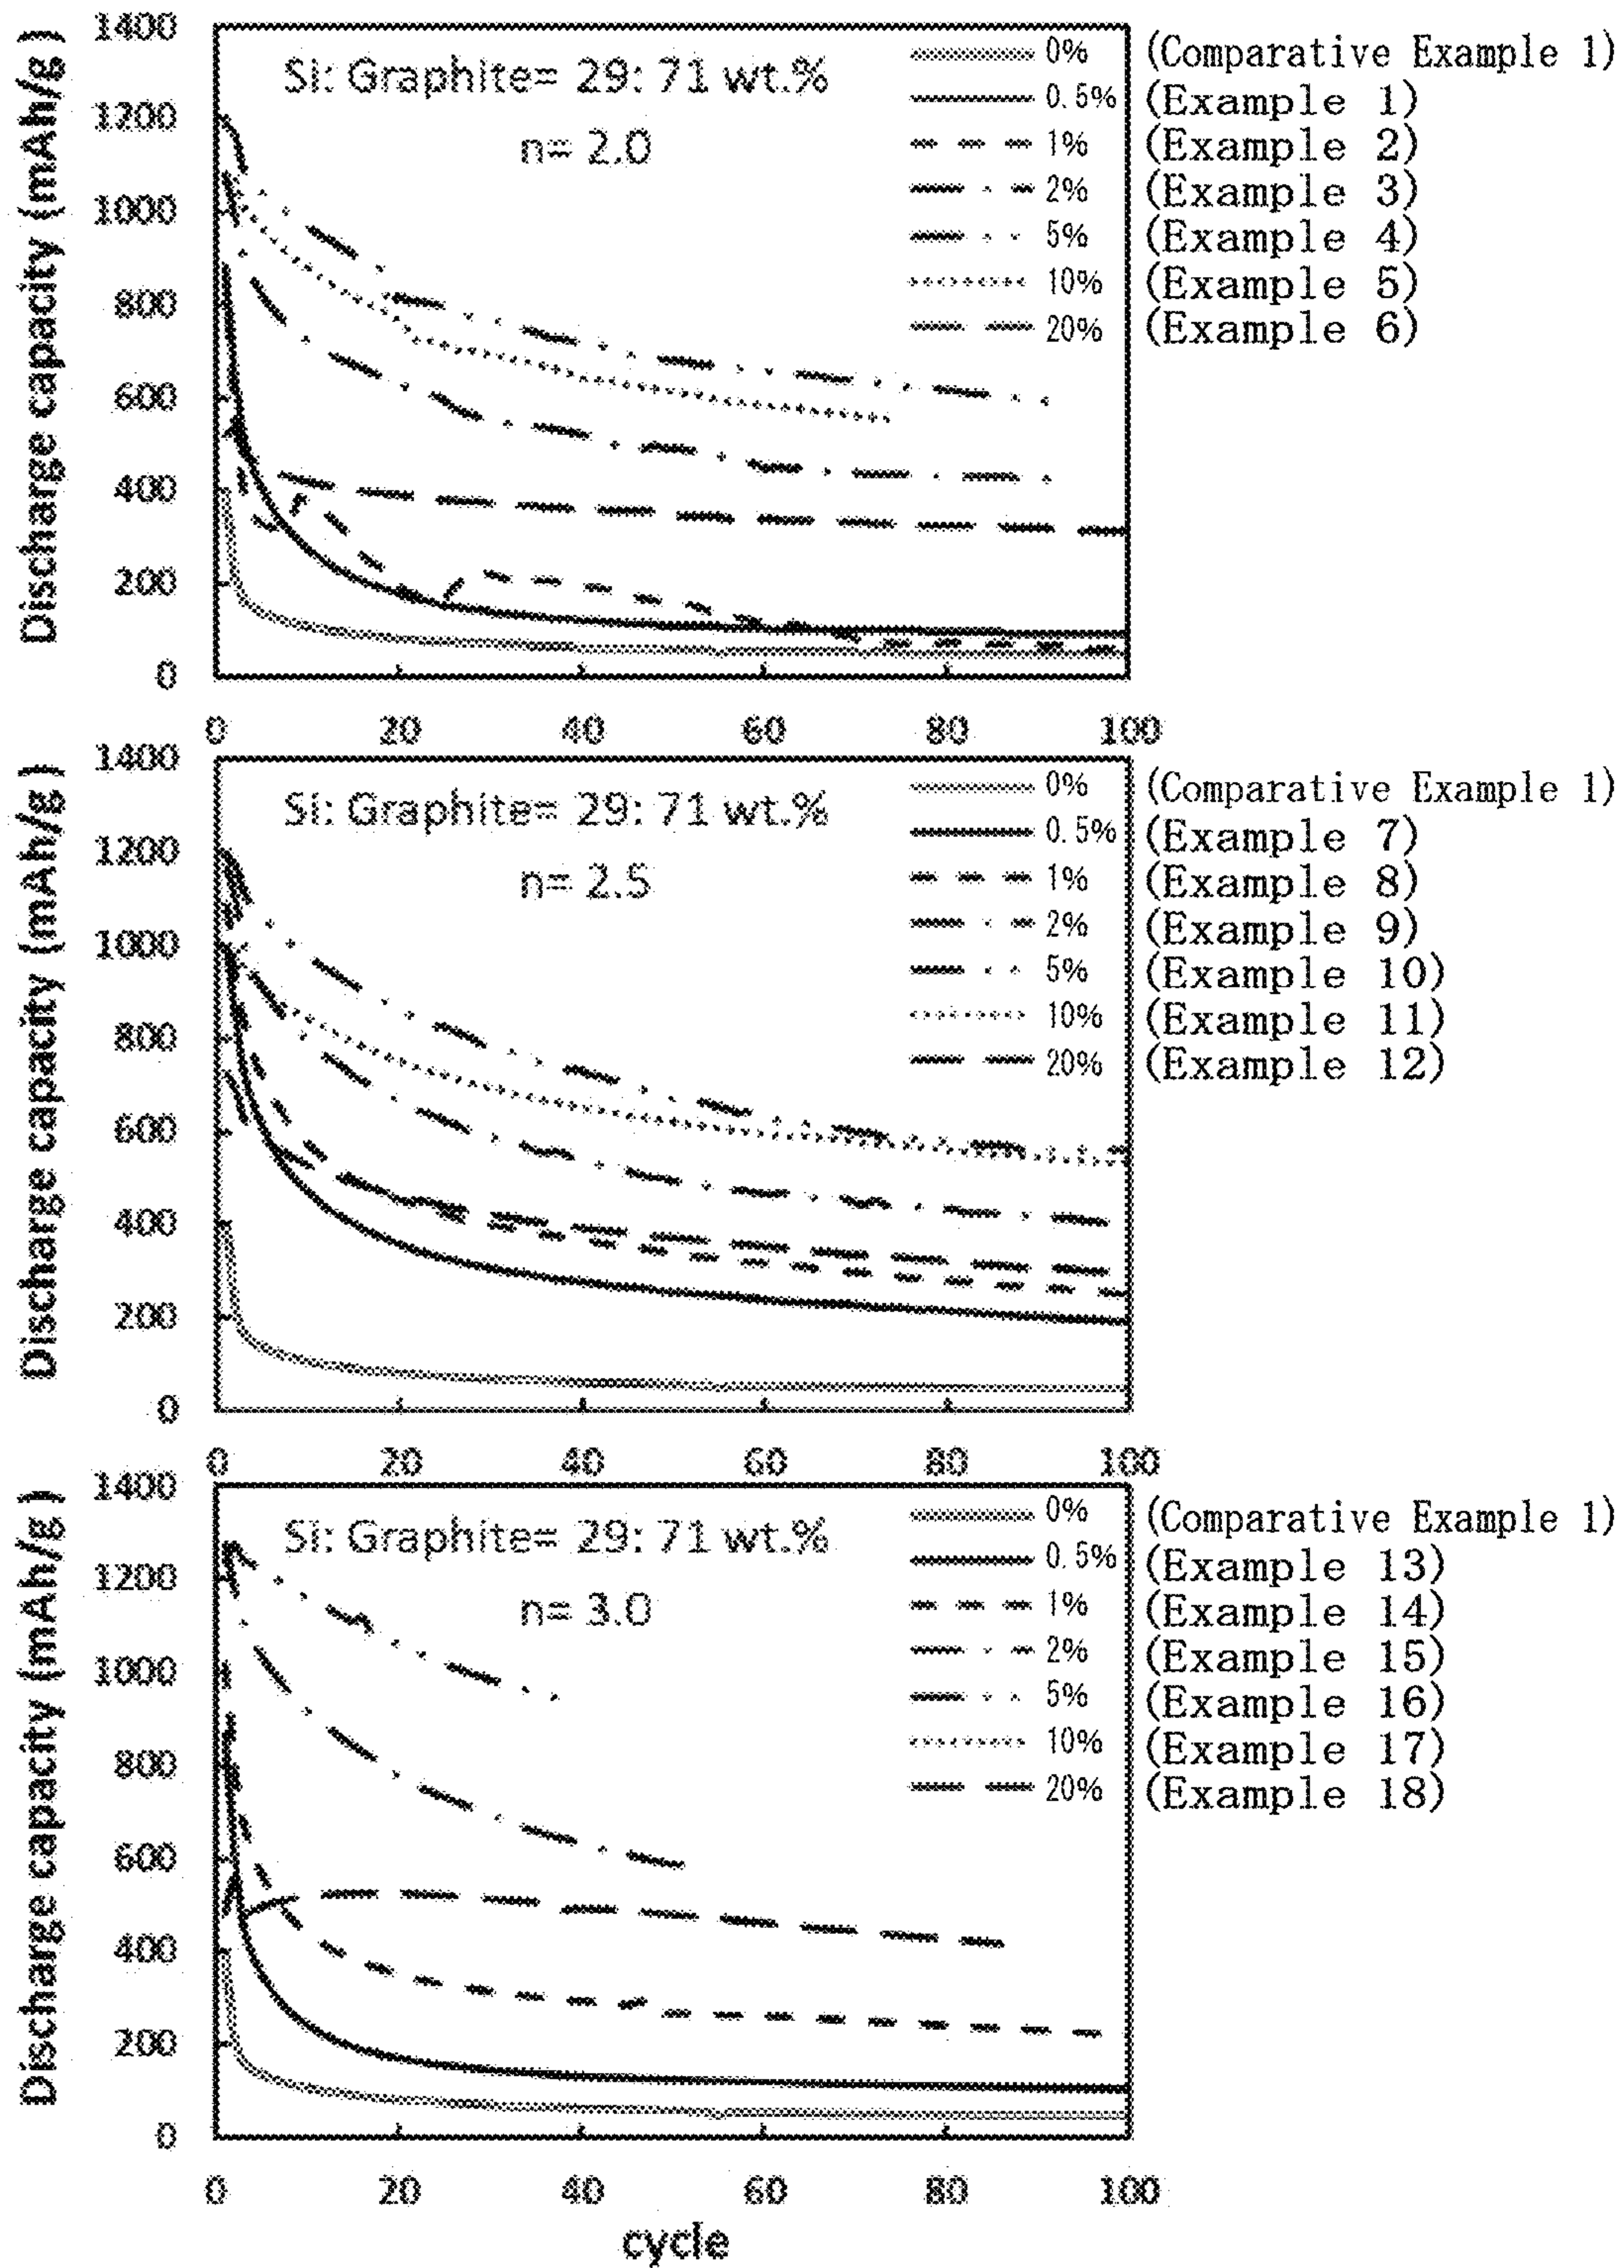 Discharge capacity (mAh/g)
1400
1200
1000
800
600
400
200
0
Si: Graphite= 29: 71 wt.%
n= 2.0
0% (Comparative Example 1)
0.5% (Example 1)
1% (Example 2)
2% (Example 3)
5% (Example 4)
10% (Example 5)
20% (Example 6)
0 20 40 60 80 100
Discharge capacity (mAh/g)
1400
1200
1000
800
600
400
200
0
Si: Graphite= 29: 71 wt.%
n= 2.5
0% (Comparative Example 1)
0.5% (Example 7)
1% (Example 8)
2% (Example 9)
5% (Example 10)
10% (Example 11)
20% (Example 12)
0 20 40 60 80 100
Discharge capacity (mAh/g)
1400
1200
1000
800
600
400
200
0
Si: Graphite= 29: 71 wt.%
n= 3.0
0% (Comparative Example 1)
0.5% (Example 13)
1% (Example 14)
2% (Example 15)
5% (Example 16)
10% (Example 17)
20% (Example 18)
0 20 40 60 80 100
cycle